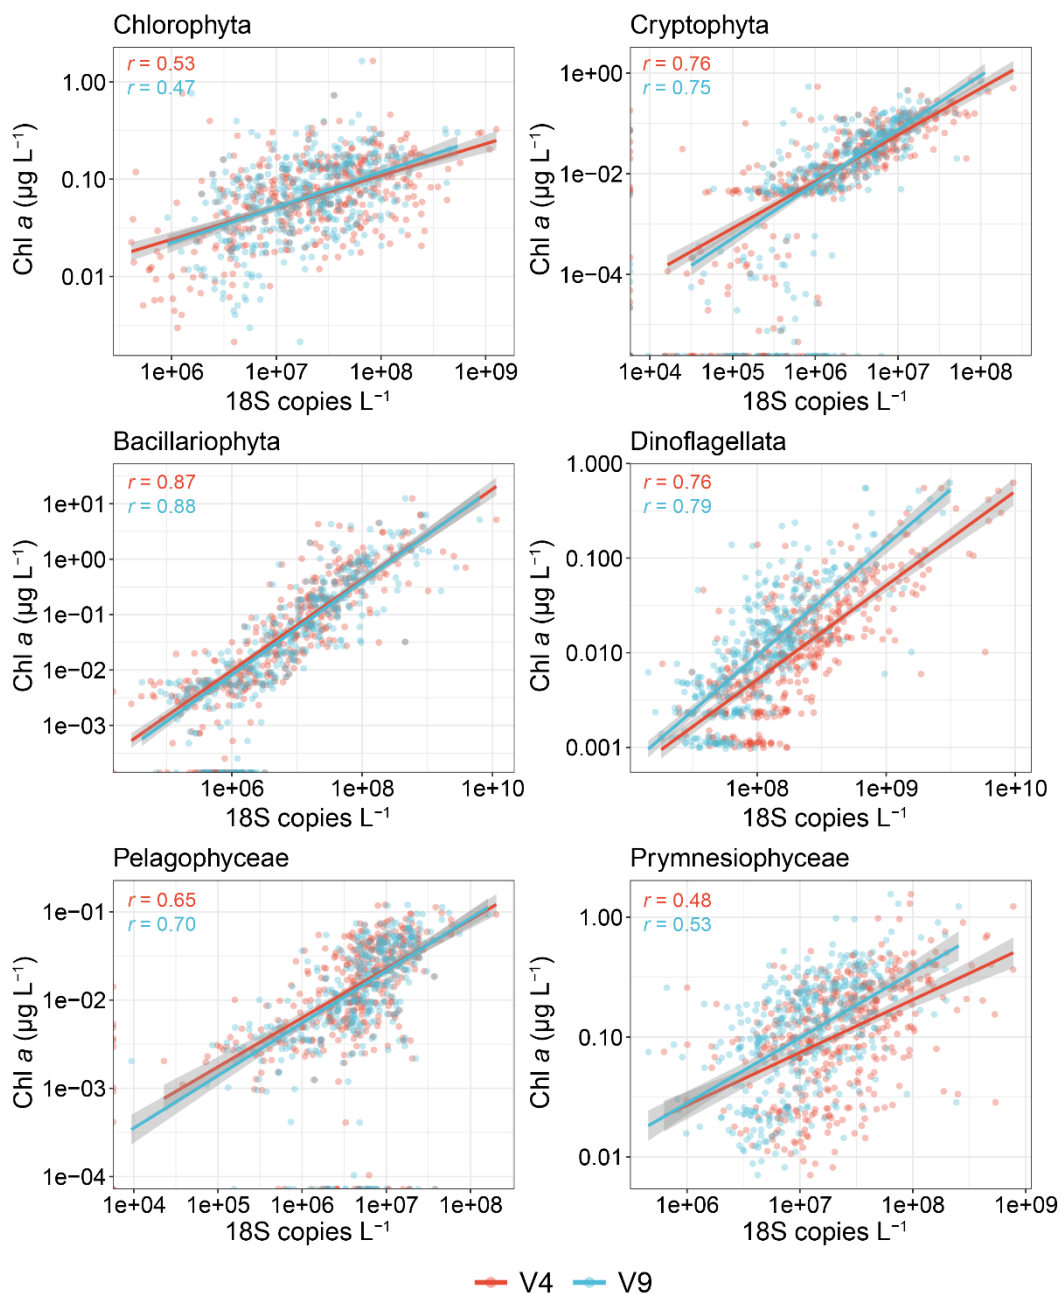 Chlorophyta
r = 0.53
r = 0.47
1.00
0.10
0.01
Chl a (µg L⁻¹)
1e+06 1e+07 1e+08 1e+09
18S copies L⁻¹
Cryptophyta
r = 0.76
r = 0.75
1e+00
1e−02
1e−04
Chl a (µg L⁻¹)
1e+04 1e+05 1e+06 1e+07 1e+08
18S copies L⁻¹
Bacillariophyta
r = 0.87
r = 0.88
1e+01
1e+00
1e−01
1e−02
1e−03
Chl a (µg L⁻¹)
1e+06 1e+08 1e+10
18S copies L⁻¹
Dinoflagellata
r = 0.76
r = 0.79
1.000
0.100
0.010
0.001
Chl a (µg L⁻¹)
1e+08 1e+09 1e+10
18S copies L⁻¹
Pelagophyceae
r = 0.65
r = 0.70
1e−01
1e−02
1e−03
1e−04
Chl a (µg L⁻¹)
1e+04 1e+05 1e+06 1e+07 1e+08
18S copies L⁻¹
Prymnesiophyceae
r = 0.48
r = 0.53
1.00
0.10
0.01
Chl a (µg L⁻¹)
1e+06 1e+07 1e+08 1e+09
18S copies L⁻¹
V4 V9